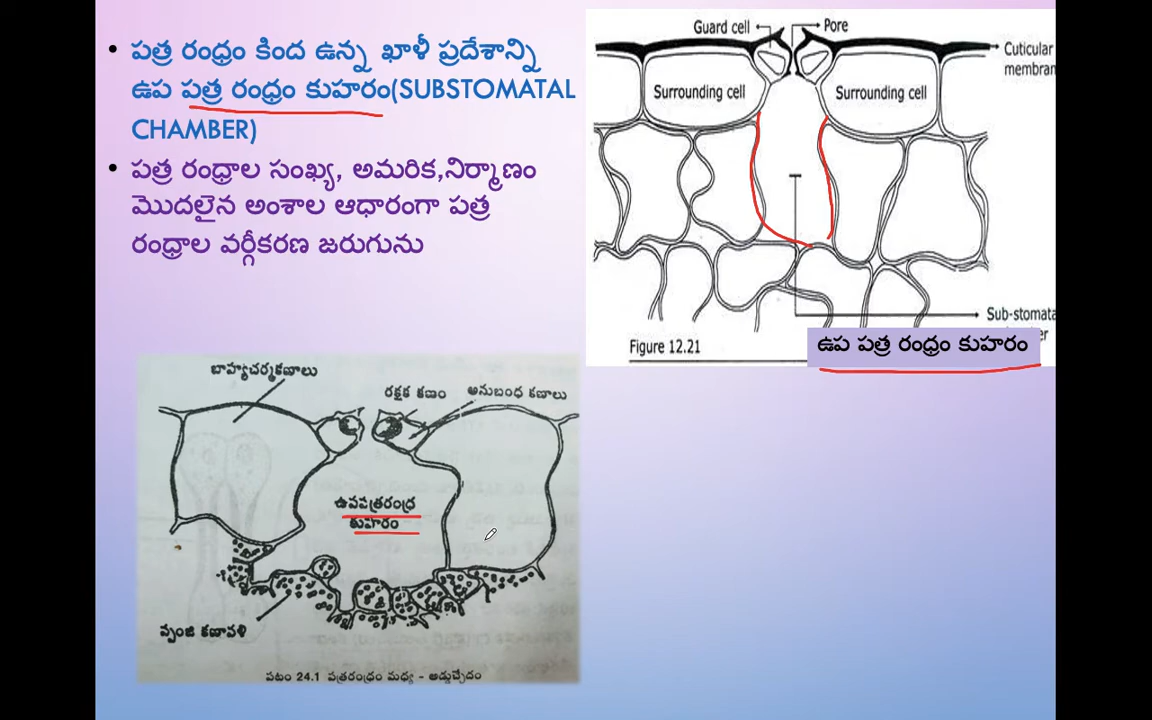 పత్ర రంధ్రం కింద ఉన్న ఖాళీ ప్రదేశాన్ని
ఉప పత్ర రంధ్రం కుహరం(SUBSTOMATAL
CHAMBER)
పత్ర రంధ్రాల సంఖ్య, అమరిక,నిర్మాణం
మొదలైన అంశాల ఆధారంగా పత్ర
రంధ్రాల వర్గీకరణ జరుగును
Guard cell
Pore
Cuticular
membran
Surrounding cell
Surrounding cell
Sub-stomata
er
Figure 12.21
ఉప పత్ర రంధ్రం కుహరం
బాహ్యచర్మకణాలు
రక్షక కణం
అనుబంధ కణాలు
ఉపపత్రరంధ్ర
కుహరం
స్పంజి కణావళి
పటం 24.1 పత్రరంధ్రం మధ్య - అడ్డుచ్ఛేదం